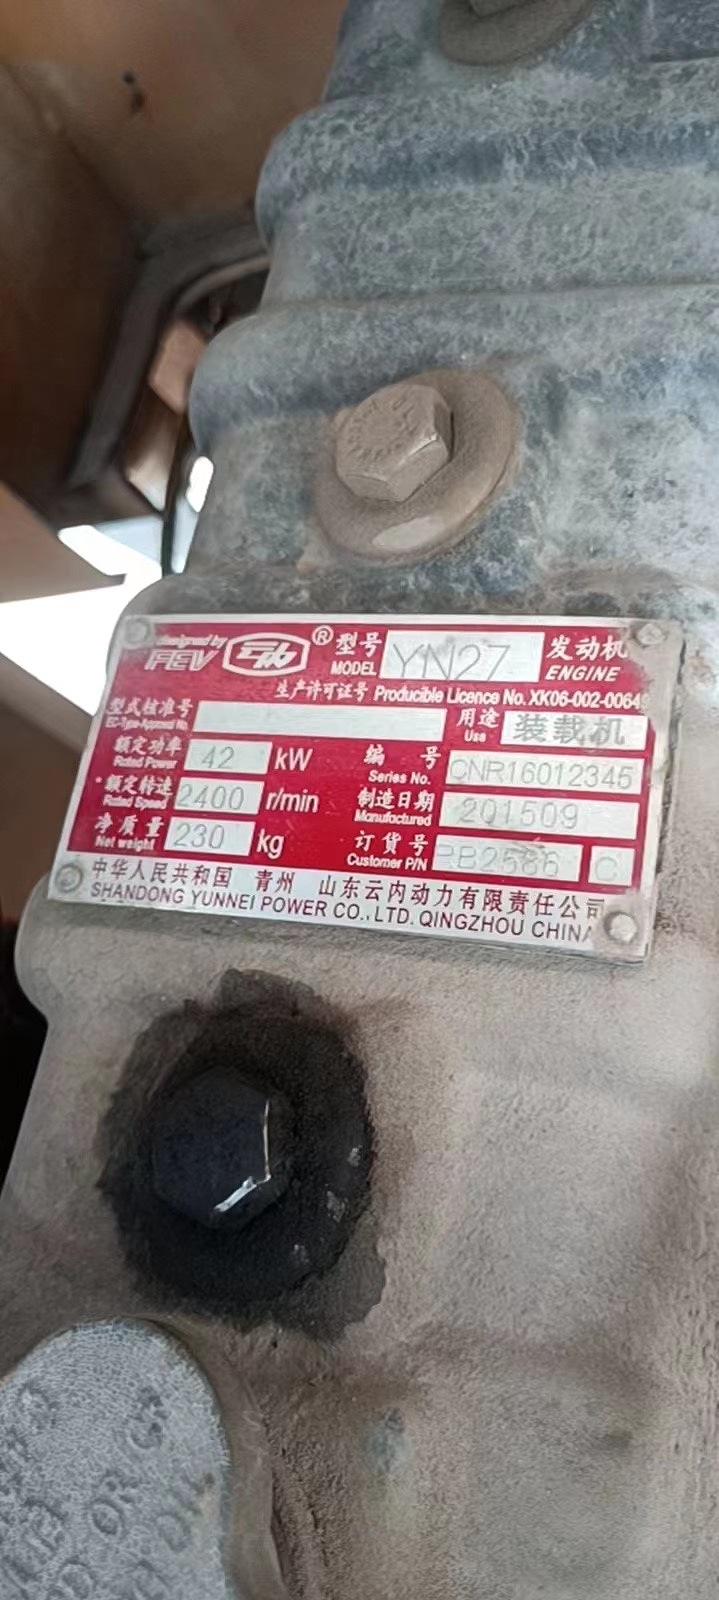 designed by
FEV
®
型号 YN27 发动机
MODEL ENGINE
生产许可证号 Producible Licence No. XK06-002-0064
型式核准号 用途 装载机
EC-Type-Approval No. Use
额定功率 42 kW 编号 CNR16012345
Rated Power Series No.
*额定转速 2400 r/min 制造日期 201509
Rated Speed Manufactured
净质量 230 kg 订货号 RB2586 C
Net weight Customer P/N
中华人民共和国 青州 山东云内动力有限责任公司
SHANDONG YUNNEI POWER CO., LTD. QINGZHOU CHINA
OR